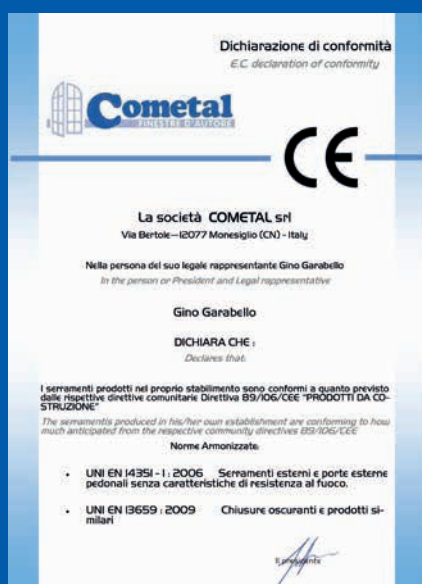 Dichiarazione di conformità
E.C. declaration of conformity
Cometal
FINESTRE D'AUTORE
CE
La società COMETAL srl
Via Bertole-12077 Monesiglio (CN) - Italy
Nella persona del suo legale rappresentante Gino Garabello
In the person or President and Legal rappresentative
Gino Garabello
DICHIARA CHE :
Declares that:
I serramenti prodotti nel proprio stabilimento sono conformi a quanto previsto
dalle rispettive direttive comunitarie Direttiva 89/106/CEE "PRODOTTI DA CO-
STRUZIONE"
The serramentis produced in his/her own establishment are conforming to how
much anticipated from the respective community directives 89/106/CEE
Norme Armonizzate:
• UNI EN 14351 - 1 : 2006 Serramenti esterni e porte esterne
pedonali senza caratteristiche di resistenza al fuoco.
• UNI EN 13659 : 2009 Chiusure oscuranti e prodotti si-
milari
Il presidente